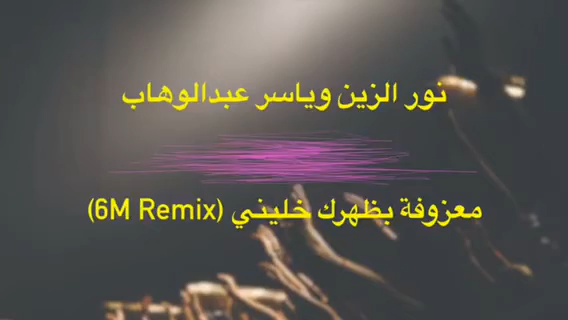 نور الزين وياسر عبدالوهاب
معزوفة بظهرك خليني (6M Remix)